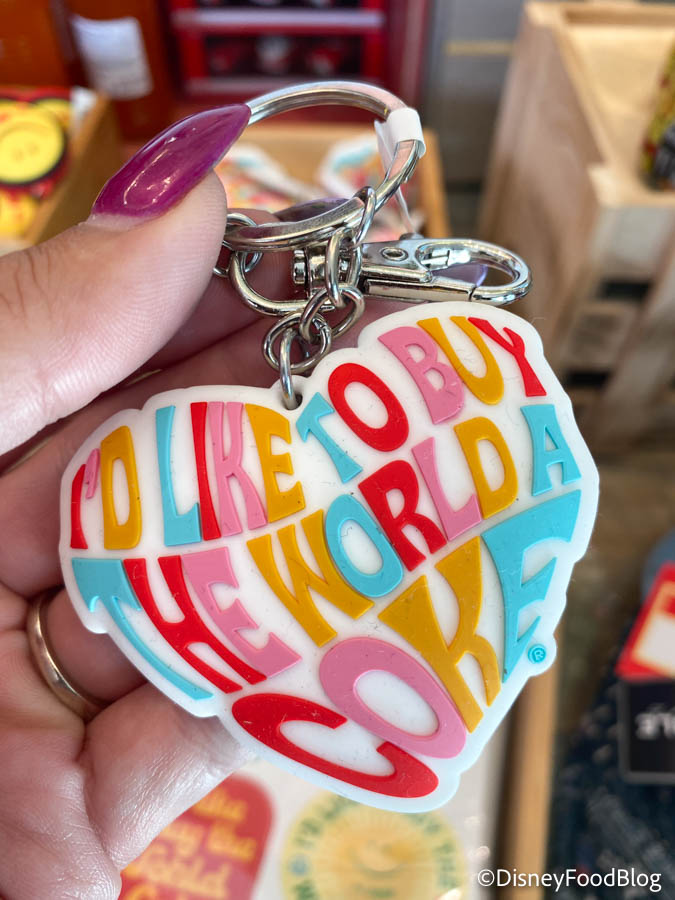 I'D LIKE TO BUY
THE WORLD A
COKE®
©DisneyFoodBlog